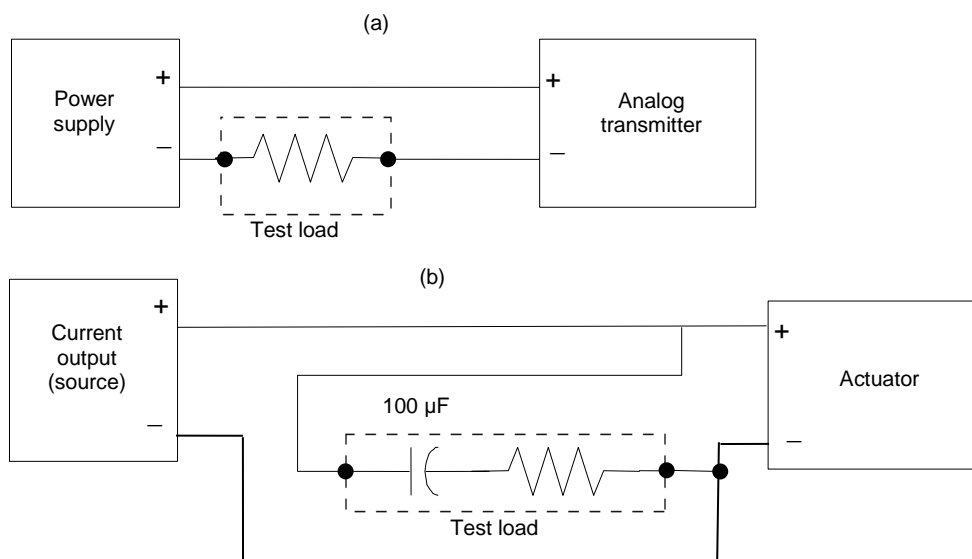 (a)
+
+
Power
supply
Analog
transmitter
–
–
Test load
(b)
+
+
Current
output
(source)
Actuator
100 µF
–
–
Test load